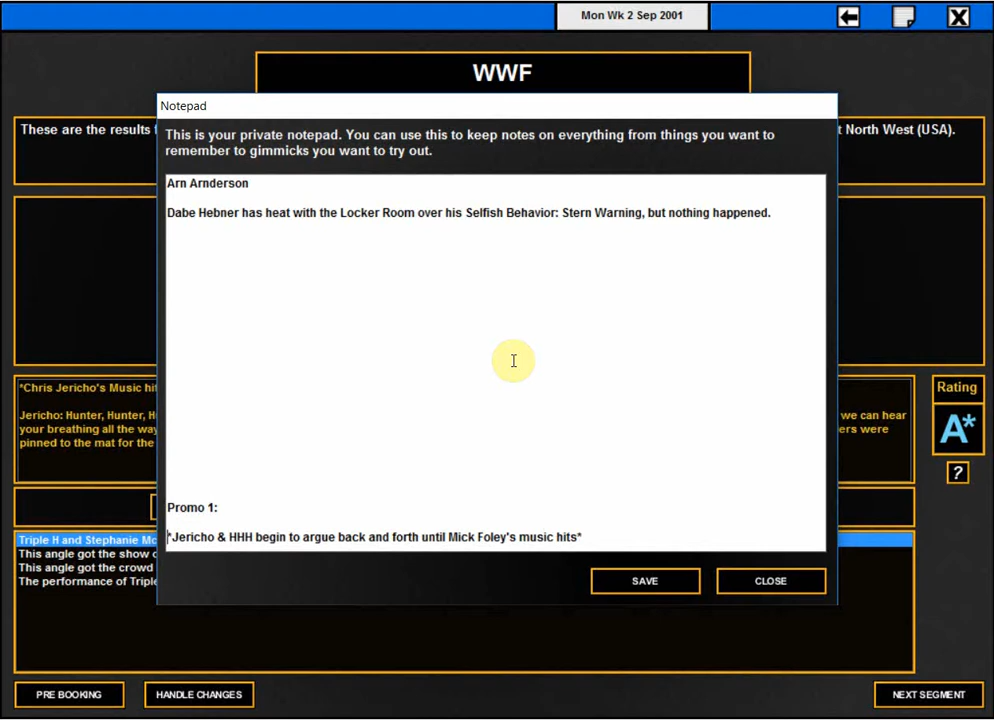 Mon Wk 2 Sep 2001
WWF
These are the results
t North West (USA).
Notepad
This is your private notepad. You can use this to keep notes on everything from things you want to
remember to gimmicks you want to try out.
Arn Arnderson
Dabe Hebner has heat with the Locker Room over his Selfish Behavior: Stern Warning, but nothing happened.
Promo 1:
*Jericho & HHH begin to argue back and forth until Mick Foley's music hits*
SAVE
CLOSE
*Chris Jericho's Music hi
Jericho: Hunter, Hunter, H
we can hear
your breathing all the way
ers were
pinned to the mat for the
Rating
A*
?
Triple H and Stephanie Mc
This angle got the show
This angle got the crowd
The performance of Triple
PRE BOOKING
HANDLE CHANGES
NEXT SEGMENT